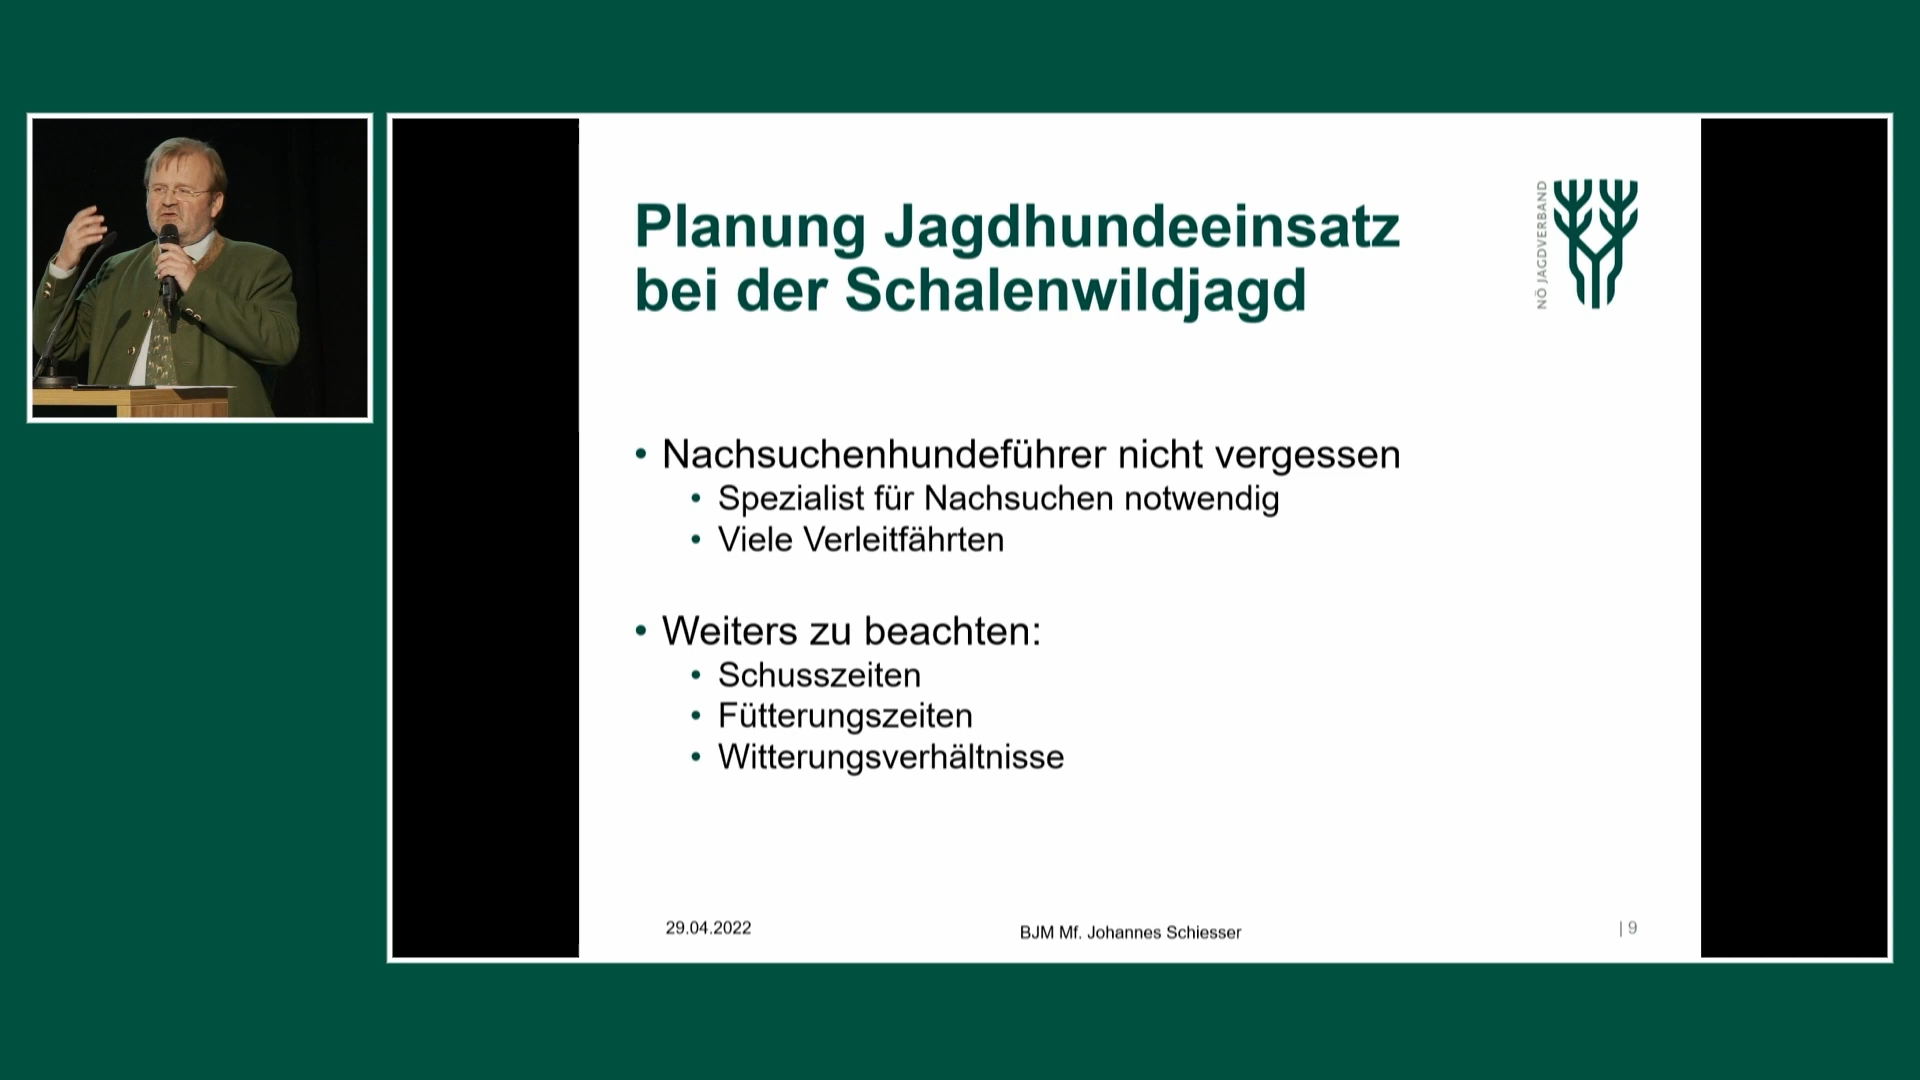 Planung Jagdhundeeinsatz
bei der Schalenwildjagd
NÖ JAGDVERBAND
• Nachsuchenhundeführer nicht vergessen
• Spezialist für Nachsuchen notwendig
• Viele Verleitfährten
• Weiters zu beachten:
• Schusszeiten
• Fütterungszeiten
• Witterungsverhältnisse
29.04.2022
BJM Mf. Johannes Schiesser
| 9